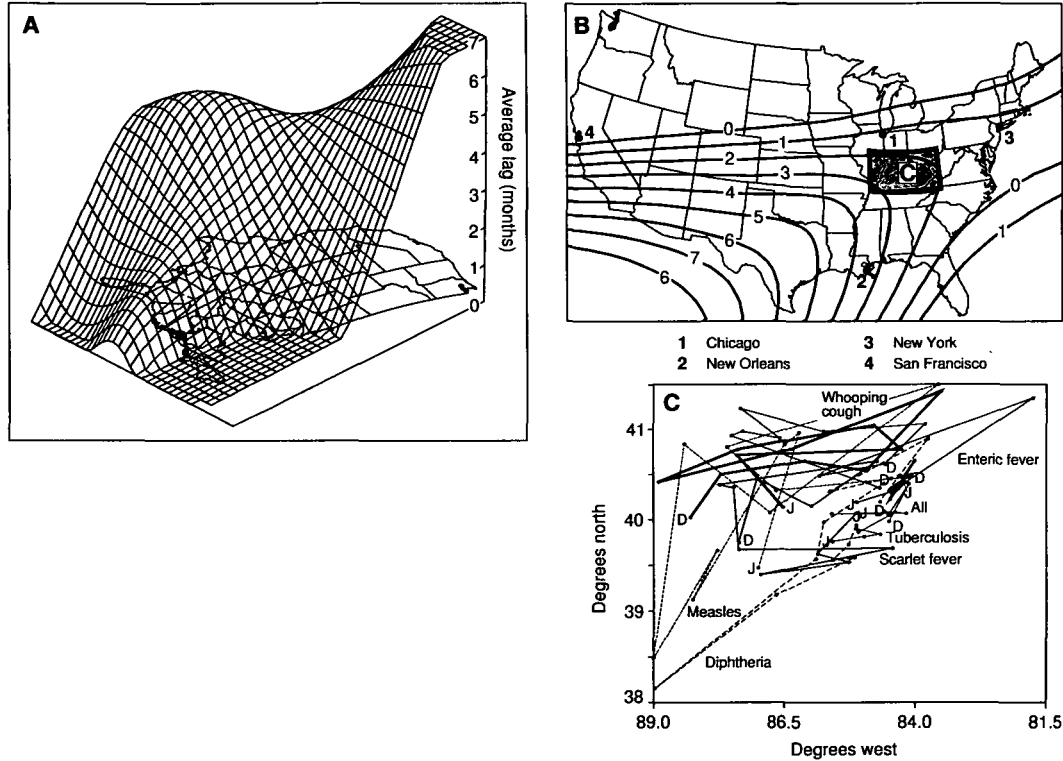 A
7
6
5
4
3
2
1
0
Average lag (months)
B
4
0
1
2
3
4
5
6
7
6
1
3
C
0
1
2
1 Chicago
2 New Orleans
3 New York
4 San Francisco
C
Whooping
cough
Enteric fever
All
Tuberculosis
Scarlet fever
Measles
Diphtheria
D
D
J
J
D
D
D
D
D
J
J
J
J
J
41
40
39
38
Degrees north
89.0
86.5
84.0
81.5
Degrees west